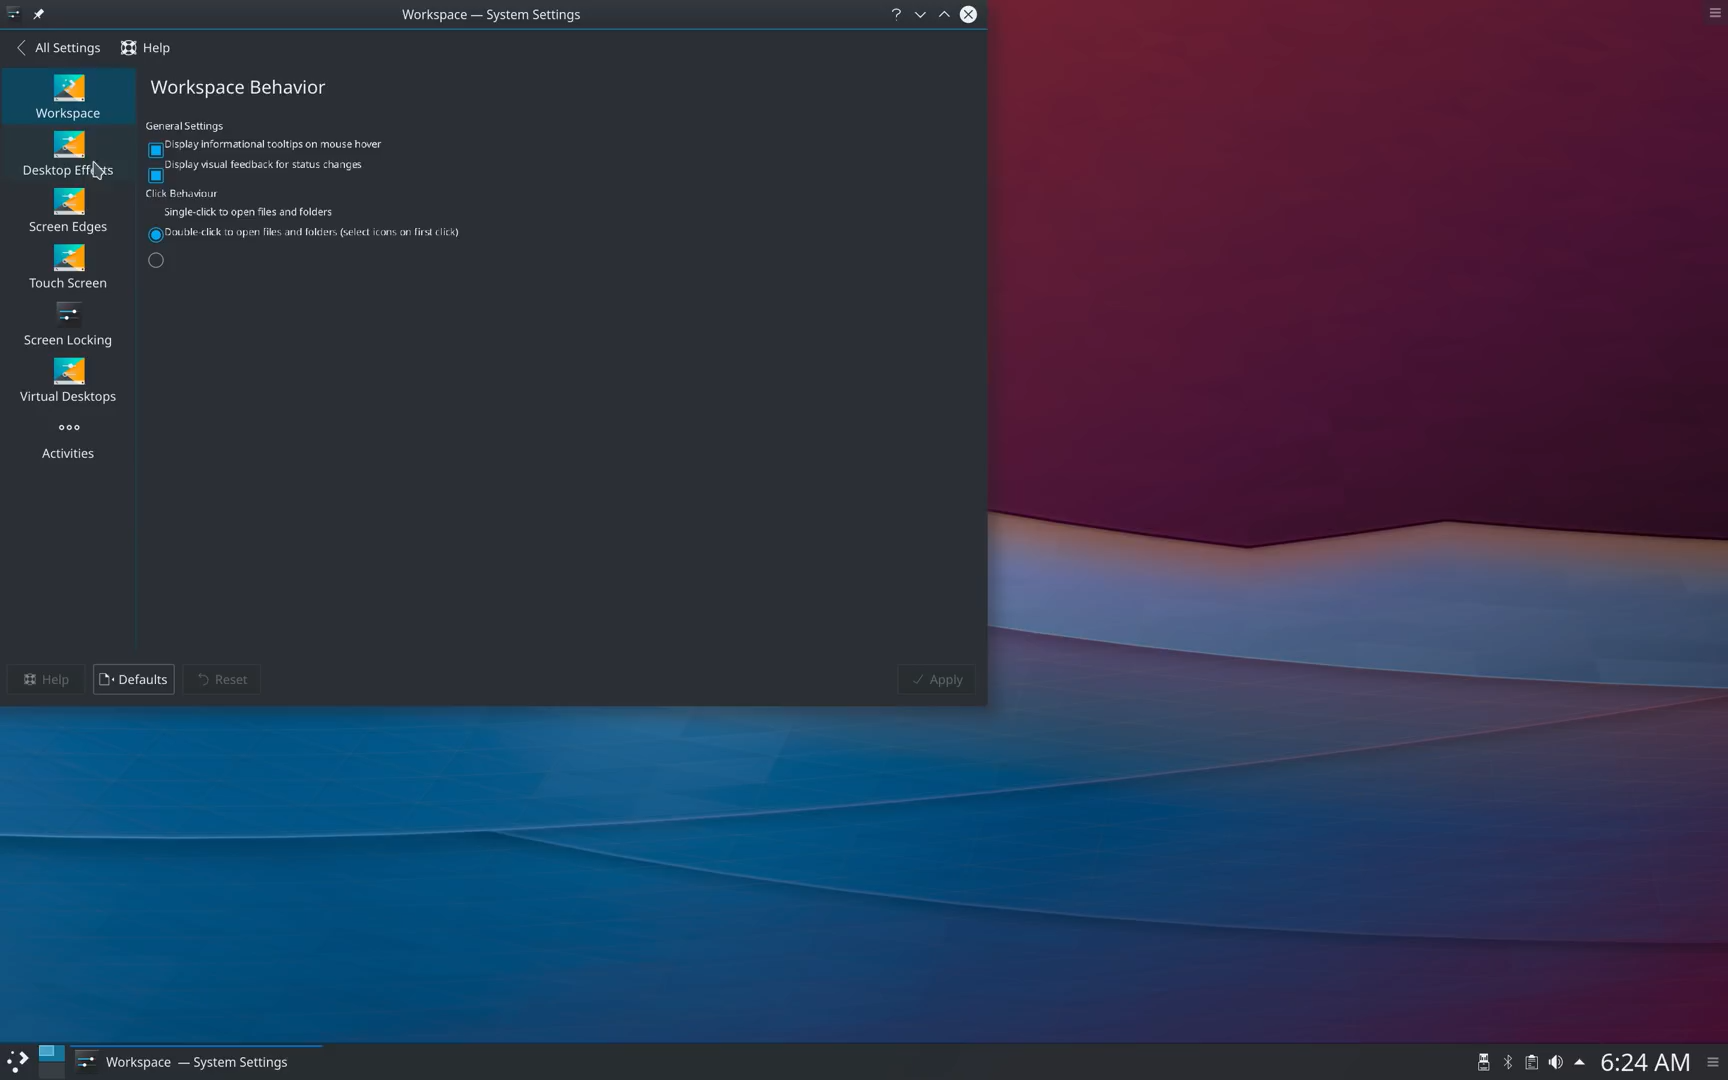 Workspace — System Settings
All Settings
Help
Workspace
Desktop Effects
Screen Edges
Touch Screen
Screen Locking
Virtual Desktops
Activities
Workspace Behavior
General Settings
Display informational tooltips on mouse hover
Display visual feedback for status changes
Click Behaviour
Single-click to open files and folders
Double-click to open files and folders (select icons on first click)
Help
Defaults
Reset
Apply
Workspace — System Settings
6:24 AM